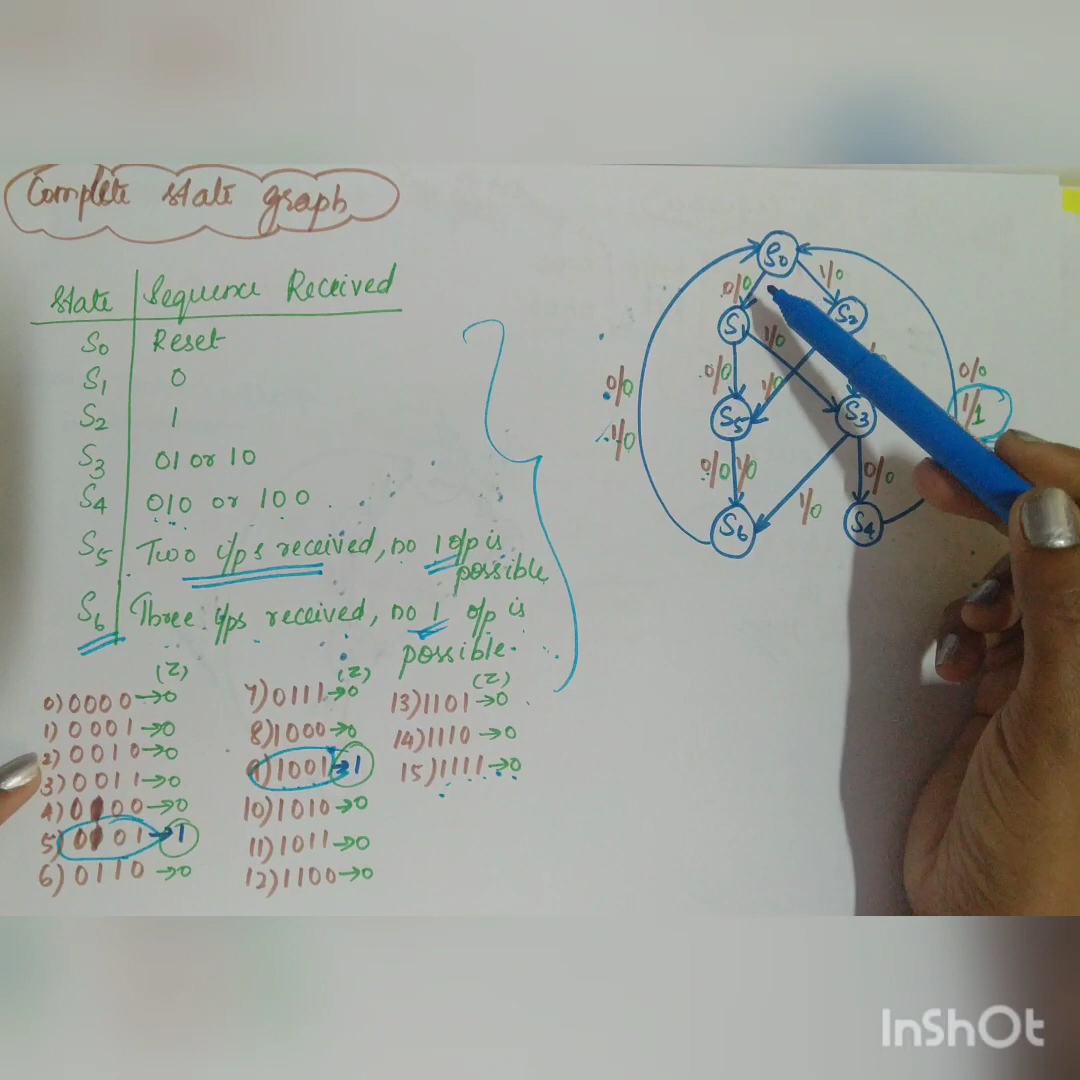 Complete state graph
State Sequence Received
S0 Reset
S1 0
S2 1
S3 01 or 10
S4 010 or 100
S5 Two i/ps received, no 1 o/p is possible
S6 Three i/ps received, no 1 o/p is possible.
(Z)
0) 0000 → 0
1) 0001 → 0
2) 0010 → 0
3) 0011 → 0
4) 0100 → 0
5) 0101 → 1
6) 0110 → 0
(Z)
7) 0111 → 0
8) 1000 → 0
9) 1001 → 1
10) 1010 → 0
11) 1011 → 0
12) 1100 → 0
(Z)
13) 1101 → 0
14) 1110 → 0
15) 1111 → 0
S0
0/0 1/0
S1 S2
1/0
0/0 1/0 /0
S5 S3
0/0 1/0 1/0 0/0
S6 S4
0/0
1/0
0/0
1/1
InShOt